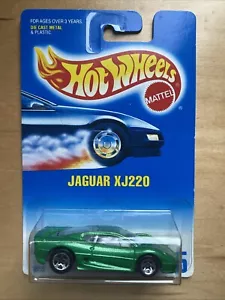 FOR AGES OVER 3 YEARS
DIE CAST METAL
& PLASTIC
Hot Wheels
MATTEL
JAGUAR XJ220